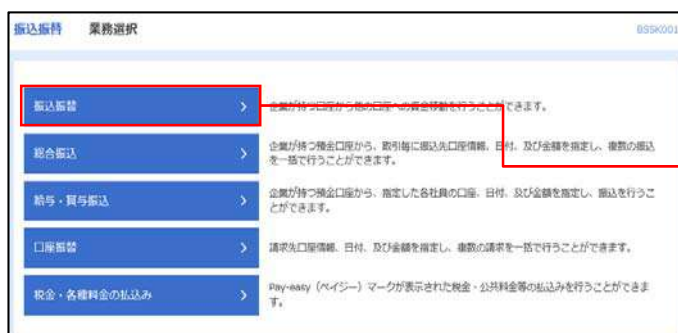 振込振替 業務選択 BSSK001
振込振替 企業が持つ口座から他の口座への資金移動を行うことができます。
総合振込 企業が持つ預金口座から、取引毎に振込先口座情報、日付、及び金額を指定し、複数の振込
を一括で行うことができます。
給与・賞与振込 企業が持つ預金口座から、指定した各社員の口座、日付、及び金額を指定し、振込を行うこ
とができます。
口座振替 請求先口座情報、日付、及び金額を指定し、複数の請求を一括で行うことができます。
税金・各種料金の払込み Pay-easy（ペイジー）マークが表示された税金・公共料金等の払込みを行うことができま
す。